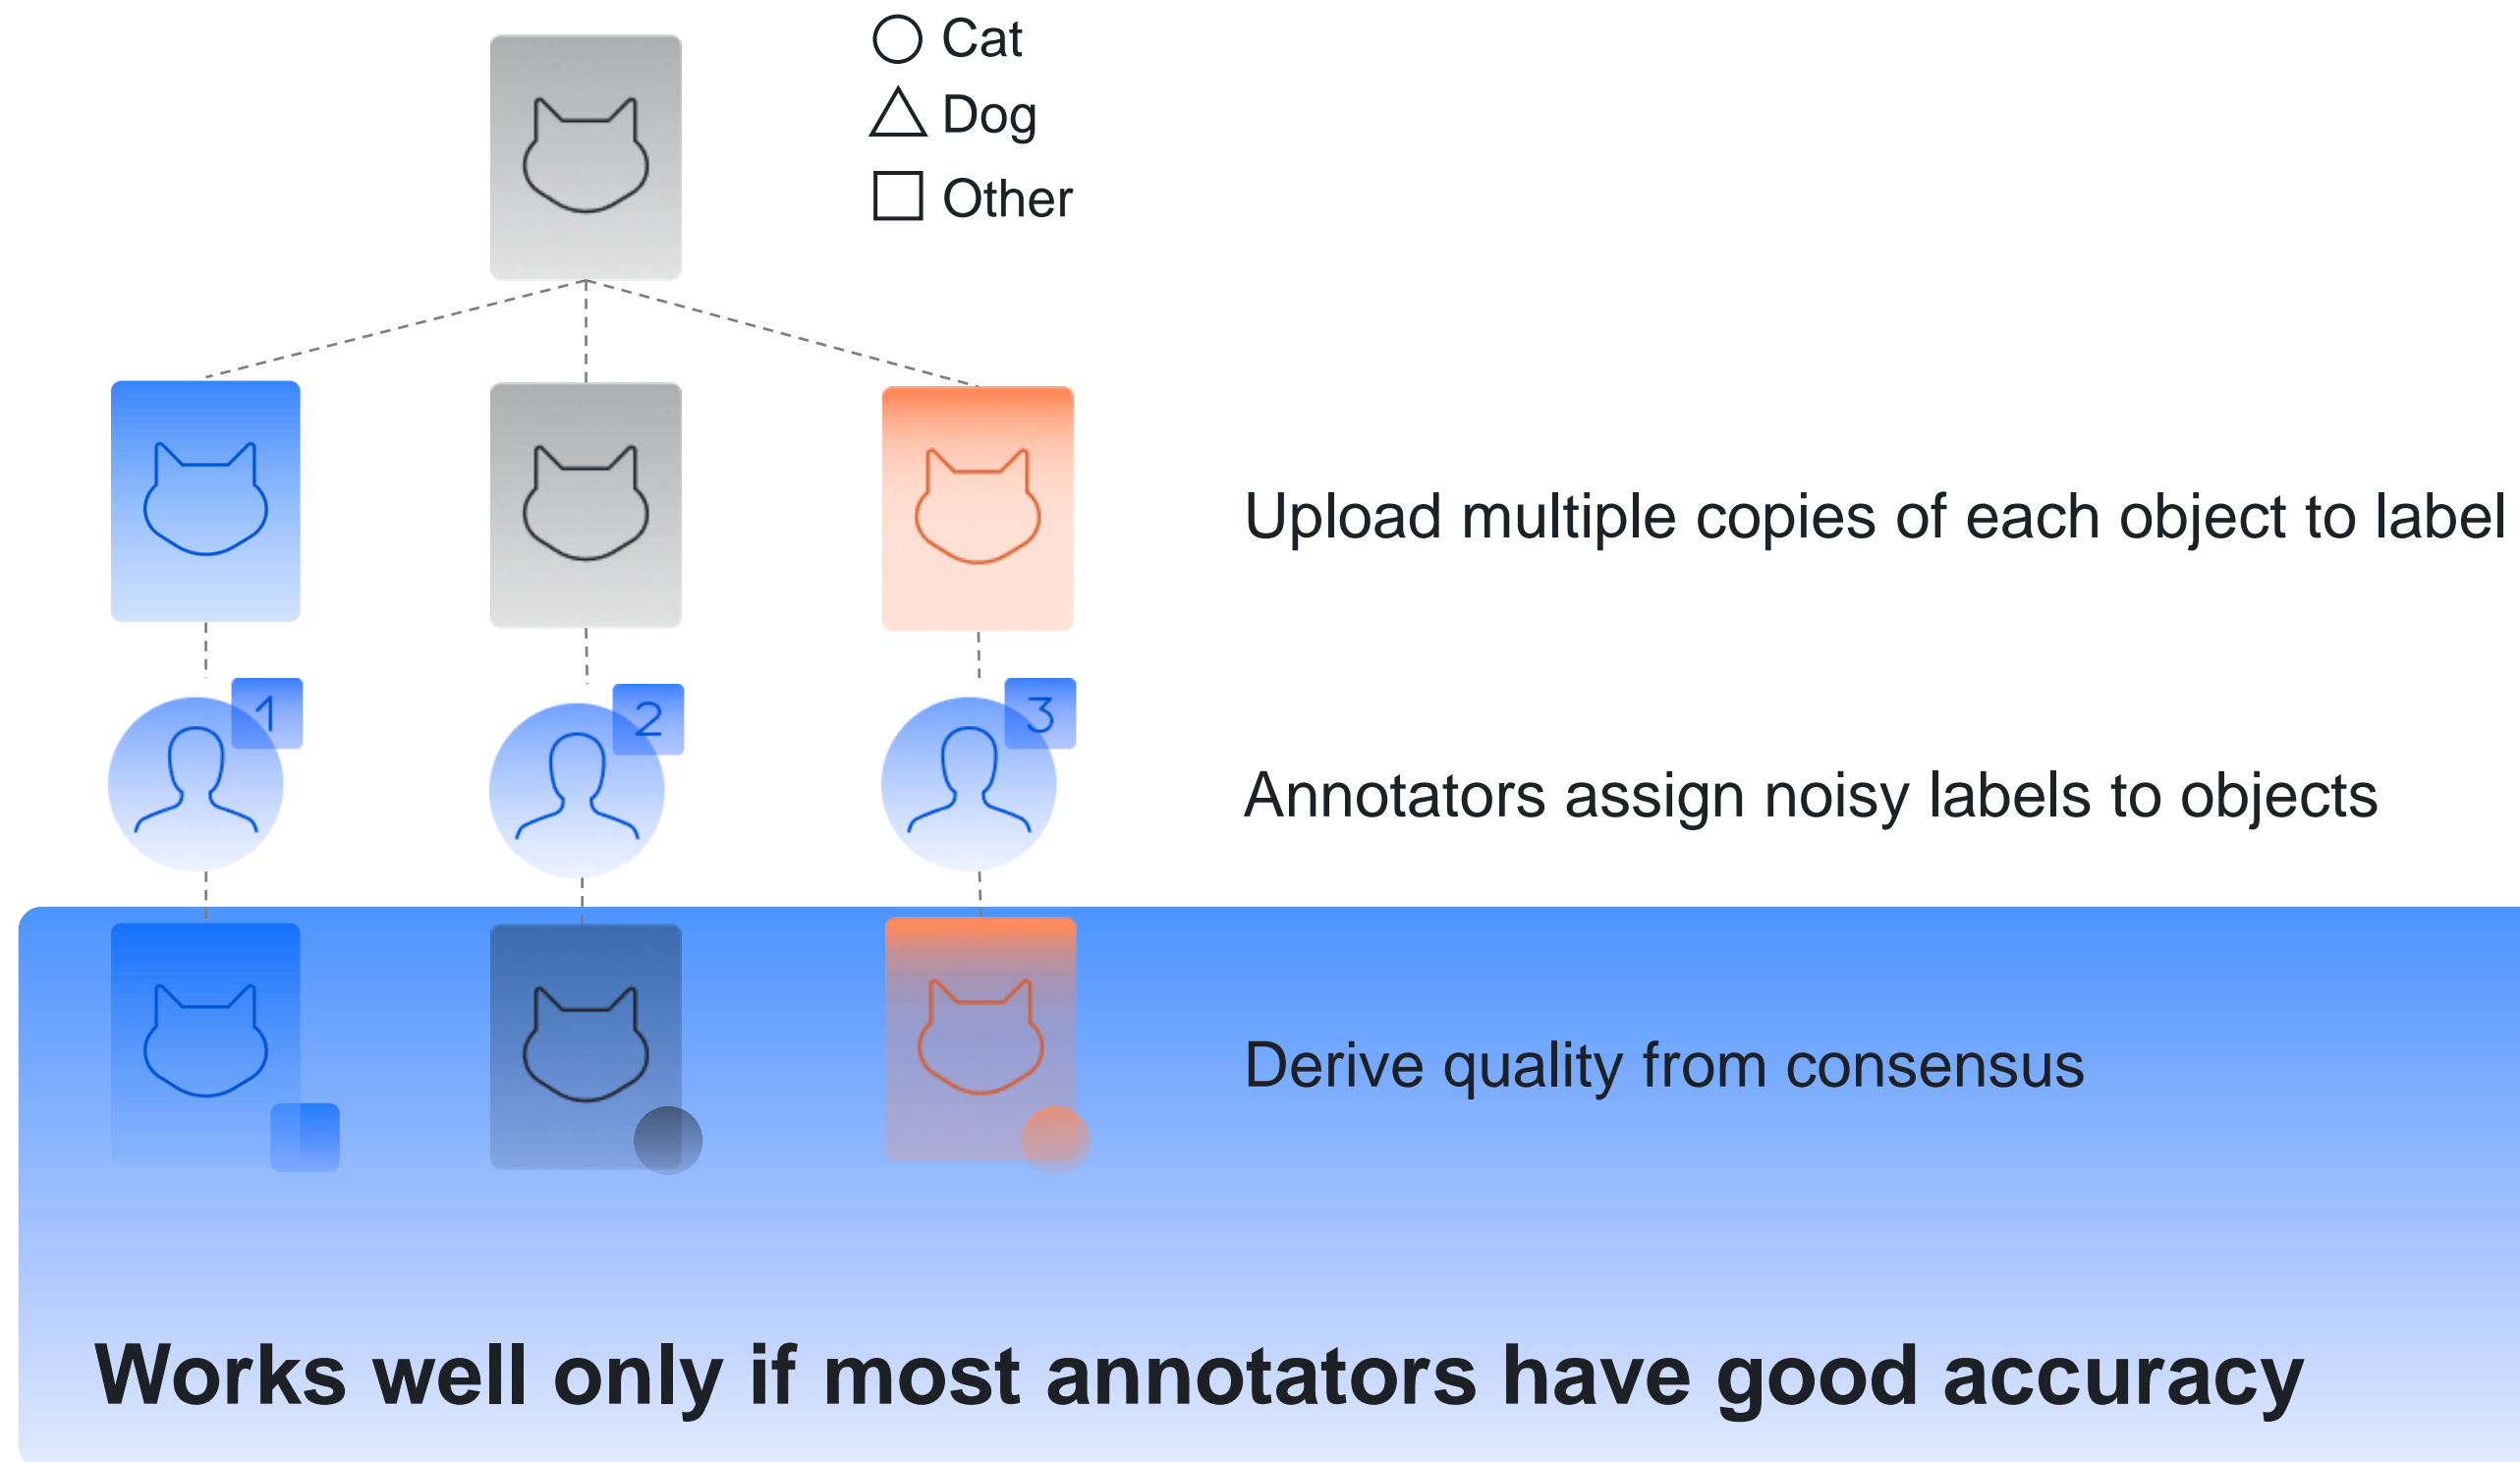 Cat
Dog
Other
Upload multiple copies of each object to label
1
2
3
Annotators assign noisy labels to objects
Derive quality from consensus
Works well only if most annotators have good accuracy